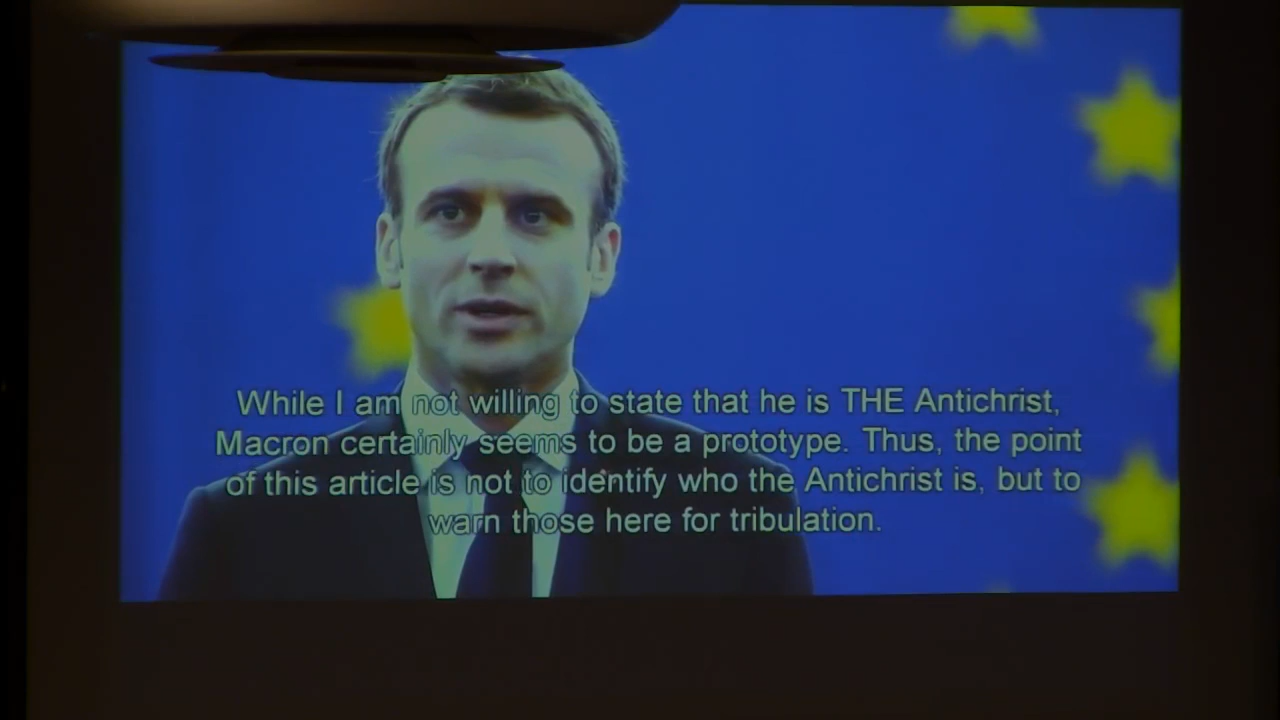 While I am not willing to state that he is THE Antichrist,
Macron certainly seems to be a prototype. Thus, the point
of this article is not to identify who the Antichrist is, but to
warn those here for tribulation.